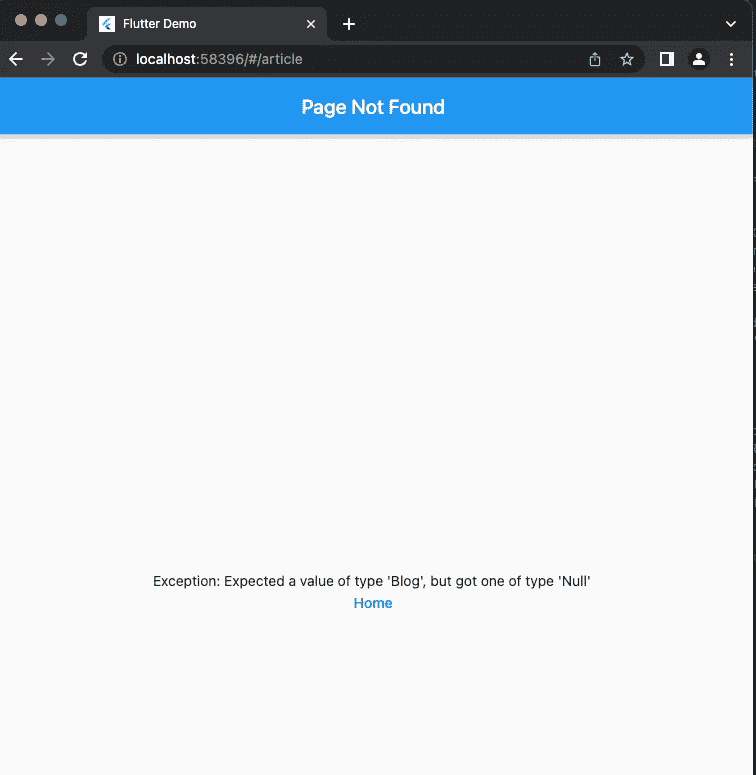 Flutter Demo
localhost:58396/#/article
Page Not Found
Exception: Expected a value of type 'Blog', but got one of type 'Null'
Home